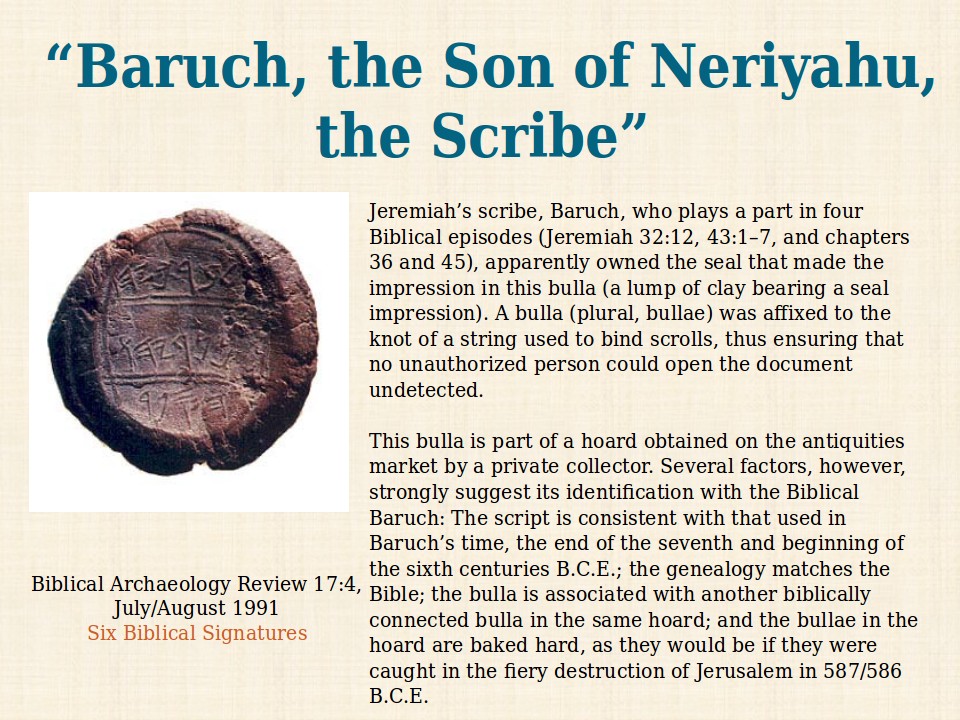 “Baruch, the Son of Neriyahu,
the Scribe”
Jeremiah’s scribe, Baruch, who plays a part in four
Biblical episodes (Jeremiah 32:12, 43:1–7, and chapters
36 and 45), apparently owned the seal that made the
impression in this bulla (a lump of clay bearing a seal
impression). A bulla (plural, bullae) was affixed to the
knot of a string used to bind scrolls, thus ensuring that
no unauthorized person could open the document
undetected.
This bulla is part of a hoard obtained on the antiquities
market by a private collector. Several factors, however,
strongly suggest its identification with the Biblical
Baruch: The script is consistent with that used in
Baruch’s time, the end of the seventh and beginning of
the sixth centuries B.C.E.; the genealogy matches the
Bible; the bulla is associated with another biblically
connected bulla in the same hoard; and the bullae in the
hoard are baked hard, as they would be if they were
caught in the fiery destruction of Jerusalem in 587/586
B.C.E.
Biblical Archaeology Review 17:4,
July/August 1991
Six Biblical Signatures